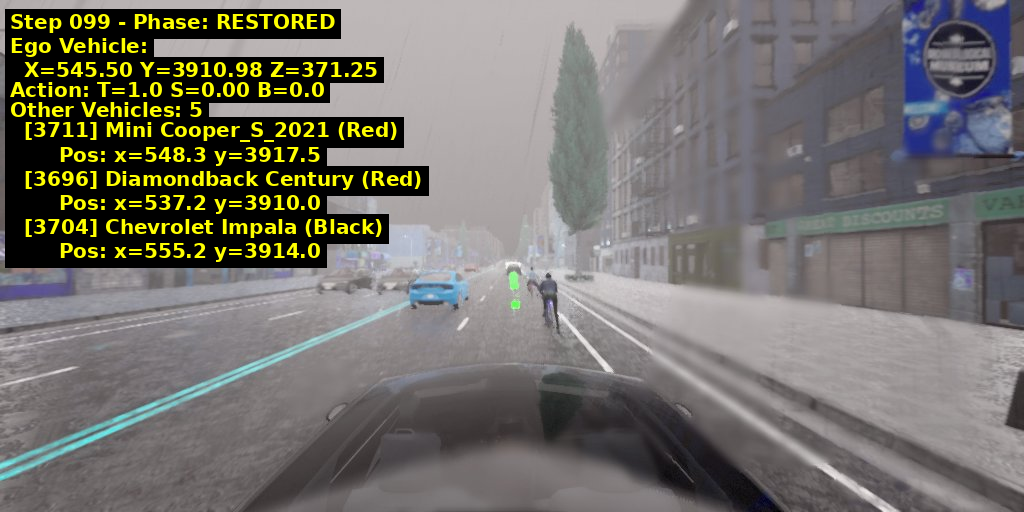 Step 099 - Phase: RESTORED
Ego Vehicle:
X=545.50 Y=3910.98 Z=371.25
Action: T=1.0 S=0.00 B=0.0
Other Vehicles: 5
[3711] Mini Cooper_S_2021 (Red)
Pos: x=548.3 y=3917.5
[3696] Diamondback Century (Red)
Pos: x=537.2 y=3910.0
[3704] Chevrolet Impala (Black)
Pos: x=555.2 y=3914.0
MUSEUM
DISCOUNTS